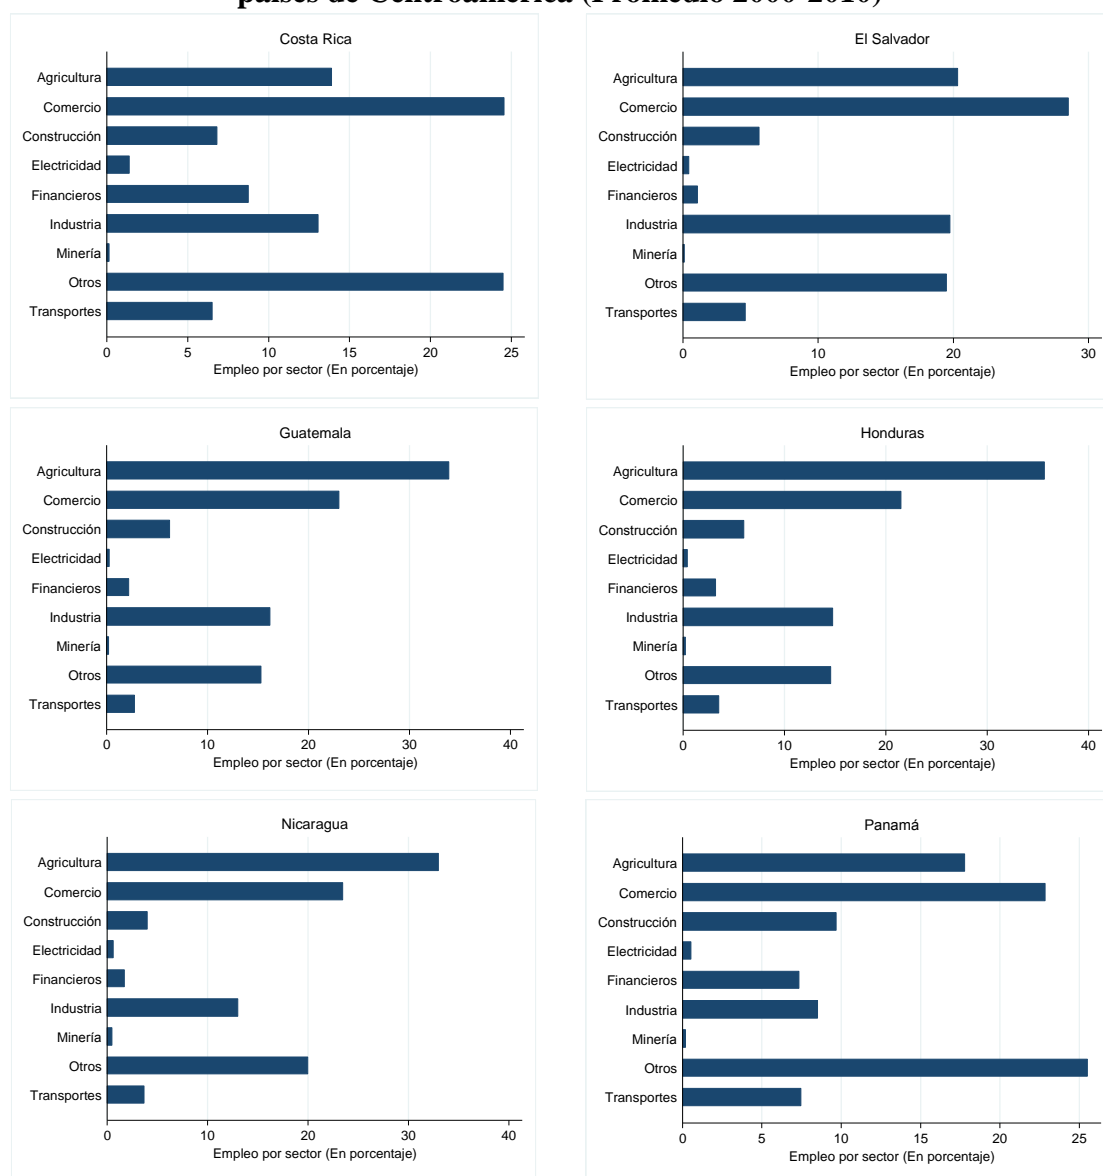 países de Centroamérica (Promedio 2000-2016)
Costa Rica
Agricultura
Comercio
Construcción
Electricidad
Financieros
Industria
Minería
Otros
Transportes
0 5 10 15 20 25
Empleo por sector (En porcentaje)
El Salvador
Agricultura
Comercio
Construcción
Electricidad
Financieros
Industria
Minería
Otros
Transportes
0 10 20 30
Empleo por sector (En porcentaje)
Guatemala
Agricultura
Comercio
Construcción
Electricidad
Financieros
Industria
Minería
Otros
Transportes
0 10 20 30 40
Empleo por sector (En porcentaje)
Honduras
Agricultura
Comercio
Construcción
Electricidad
Financieros
Industria
Minería
Otros
Transportes
0 10 20 30 40
Empleo por sector (En porcentaje)
Nicaragua
Agricultura
Comercio
Construcción
Electricidad
Financieros
Industria
Minería
Otros
Transportes
0 10 20 30 40
Empleo por sector (En porcentaje)
Panamá
Agricultura
Comercio
Construcción
Electricidad
Financieros
Industria
Minería
Otros
Transportes
0 5 10 15 20 25
Empleo por sector (En porcentaje)